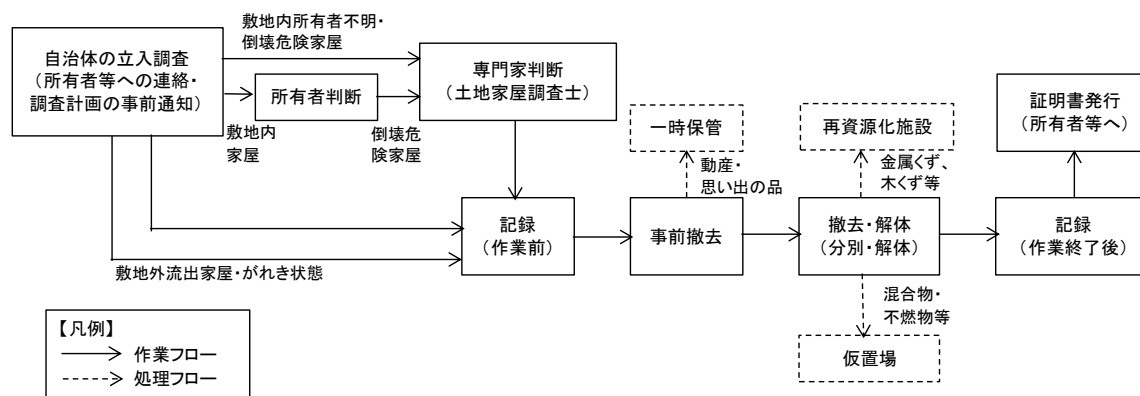 敷地内所有者不明・
倒壊危険家屋
自治体の立入調査
(所有者等への連絡・
調査計画の事前通知)
所有者判断
専門家判断
(土地家屋調査士)
敷地内
家屋
倒壊危
険家屋
一時保管
再資源化施設
証明書発行
(所有者等へ)
動産・
思い出の品
金属くず、
木くず等
記録
(作業前)
事前撤去
撤去・解体
(分別・解体)
記録
(作業終了後)
敷地外流出家屋・がれき状態
混合物・
不燃物等
仮置場
【凡例】
作業フロー
処理フロー